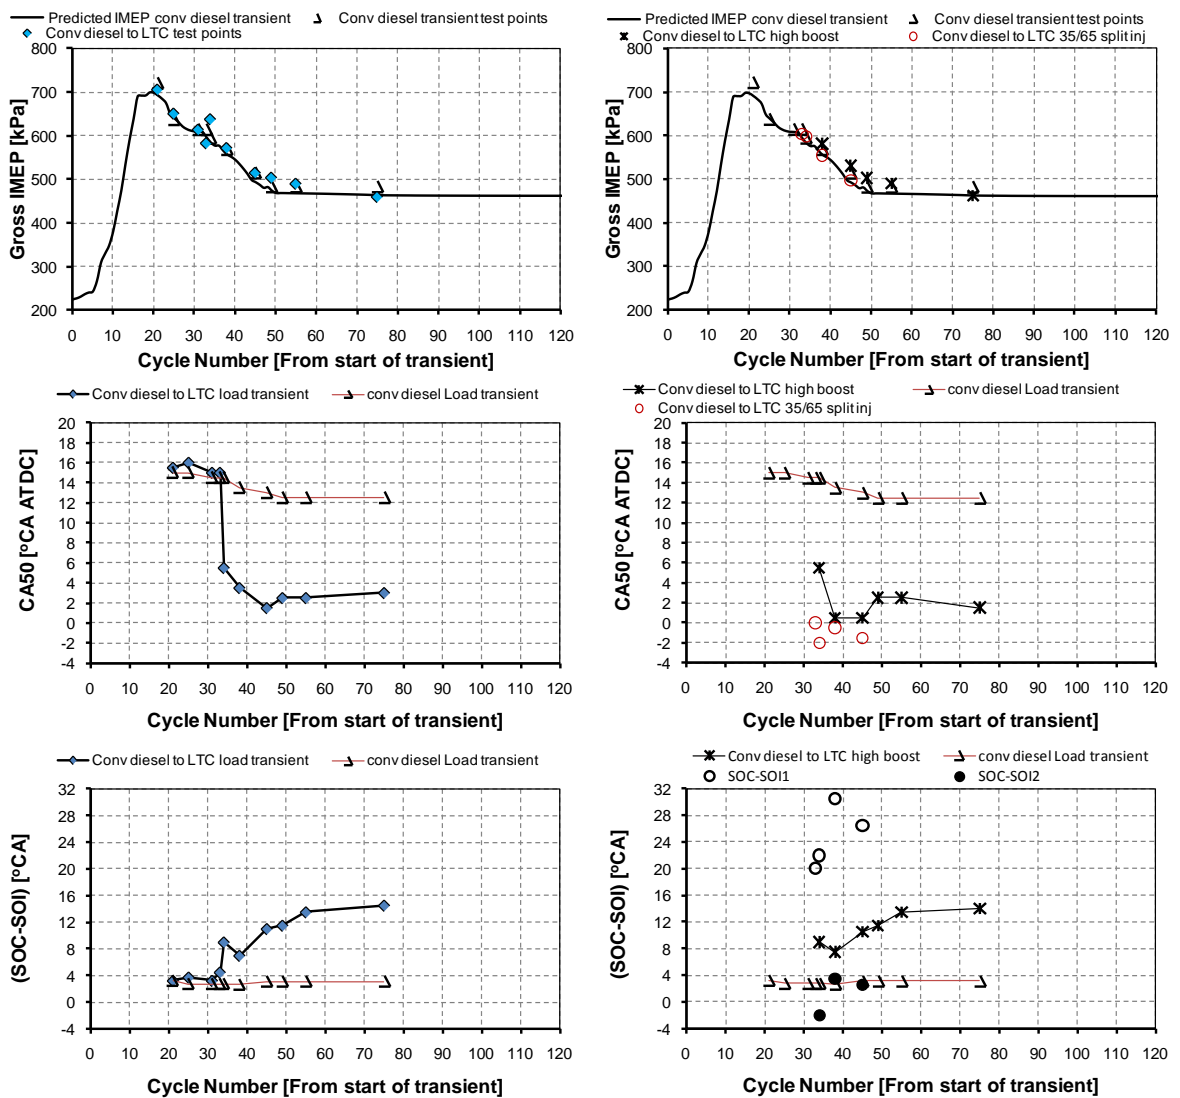 Predicted IMEP conv diesel transient Conv diesel transient test points
Conv diesel to LTC test points
800
700
600
500
400
300
200
Gross IMEP [kPa]
0 10 20 30 40 50 60 70 80 90 100 110 120
Cycle Number [From start of transient]
Predicted IMEP conv diesel transient Conv diesel transient test points
Conv diesel to LTC high boost Conv diesel to LTC 35/65 split inj
800
700
600
500
400
300
200
Gross IMEP [kPa]
0 10 20 30 40 50 60 70 80 90 100 110 120
Cycle Number [From start of transient]
Conv diesel to LTC load transient conv diesel Load transient
20
18
16
14
12
10
8
6
4
2
0
-2
-4
CA50 [ºCA ATDC]
0 10 20 30 40 50 60 70 80 90 100 110 120
Cycle Number [From start of transient]
Conv diesel to LTC high boost conv diesel Load transient
Conv diesel to LTC 35/65 split inj
20
18
16
14
12
10
8
6
4
2
0
-2
-4
CA50 [ºCA ATDC]
0 10 20 30 40 50 60 70 80 90 100 110 120
Cycle Number [From start of transient]
Conv diesel to LTC load transient conv diesel Load transient
32
28
24
20
16
12
8
4
0
-4
(SOC-SOI) [ºCA]
0 10 20 30 40 50 60 70 80 90 100 110 120
Cycle Number [From start of transient]
Conv diesel to LTC high boost conv diesel Load transient
SOC-SOI1 SOC-SOI2
32
28
24
20
16
12
8
4
0
-4
(SOC-SOI) [ºCA]
0 10 20 30 40 50 60 70 80 90 100 110 120
Cycle Number [From start of transient]